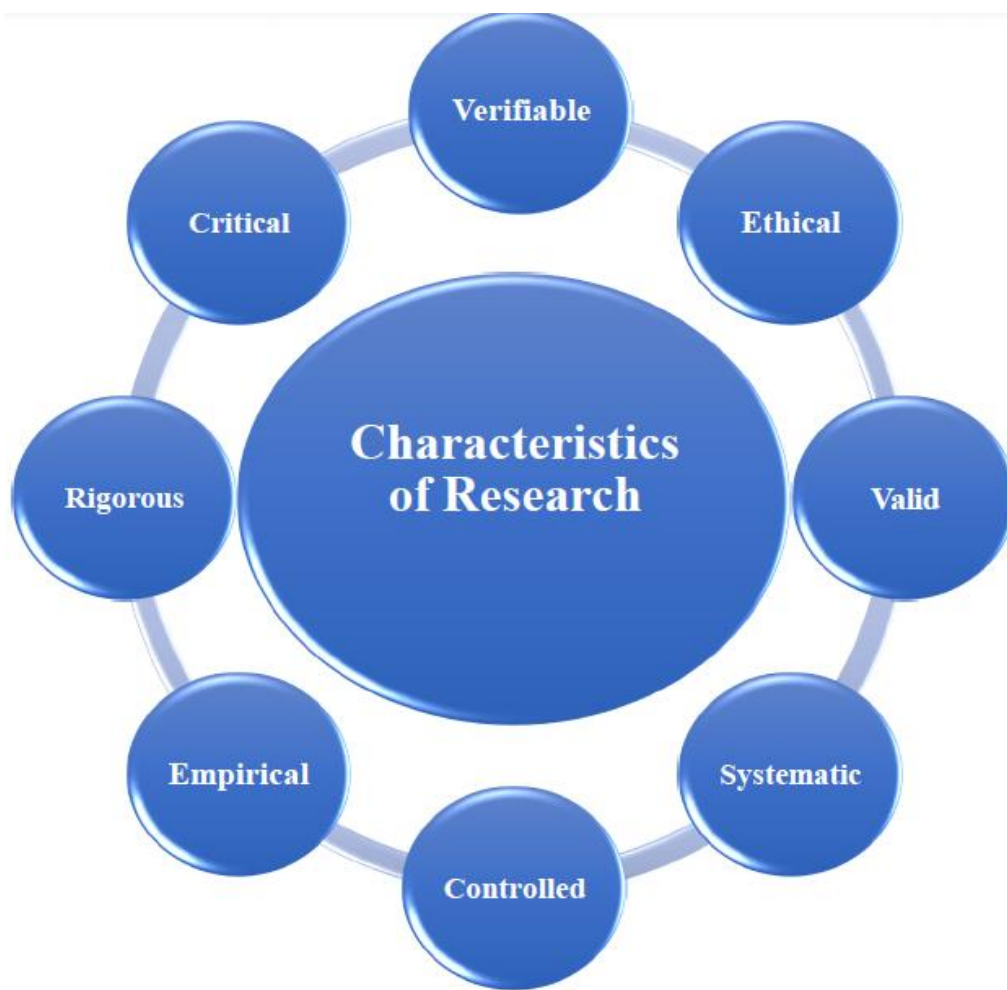 Verifiable
Ethical
Valid
Systematic
Controlled
Empirical
Rigorous
Critical
Characteristics
of Research